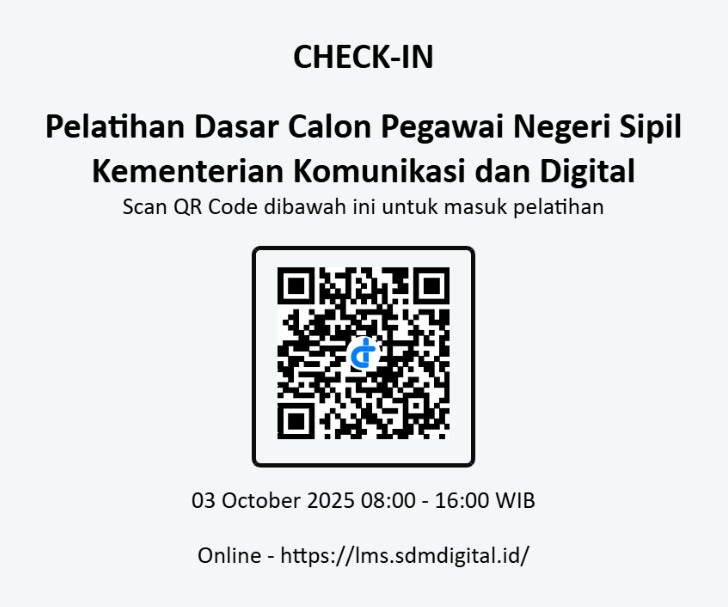 CHECK-IN
Pelatihan Dasar Calon Pegawai Negeri Sipil
Kementerian Komunikasi dan Digital
Scan QR Code dibawah ini untuk masuk pelatihan
03 October 2025 08:00 - 16:00 WIB
Online - https://lms.sdmdigital.id/